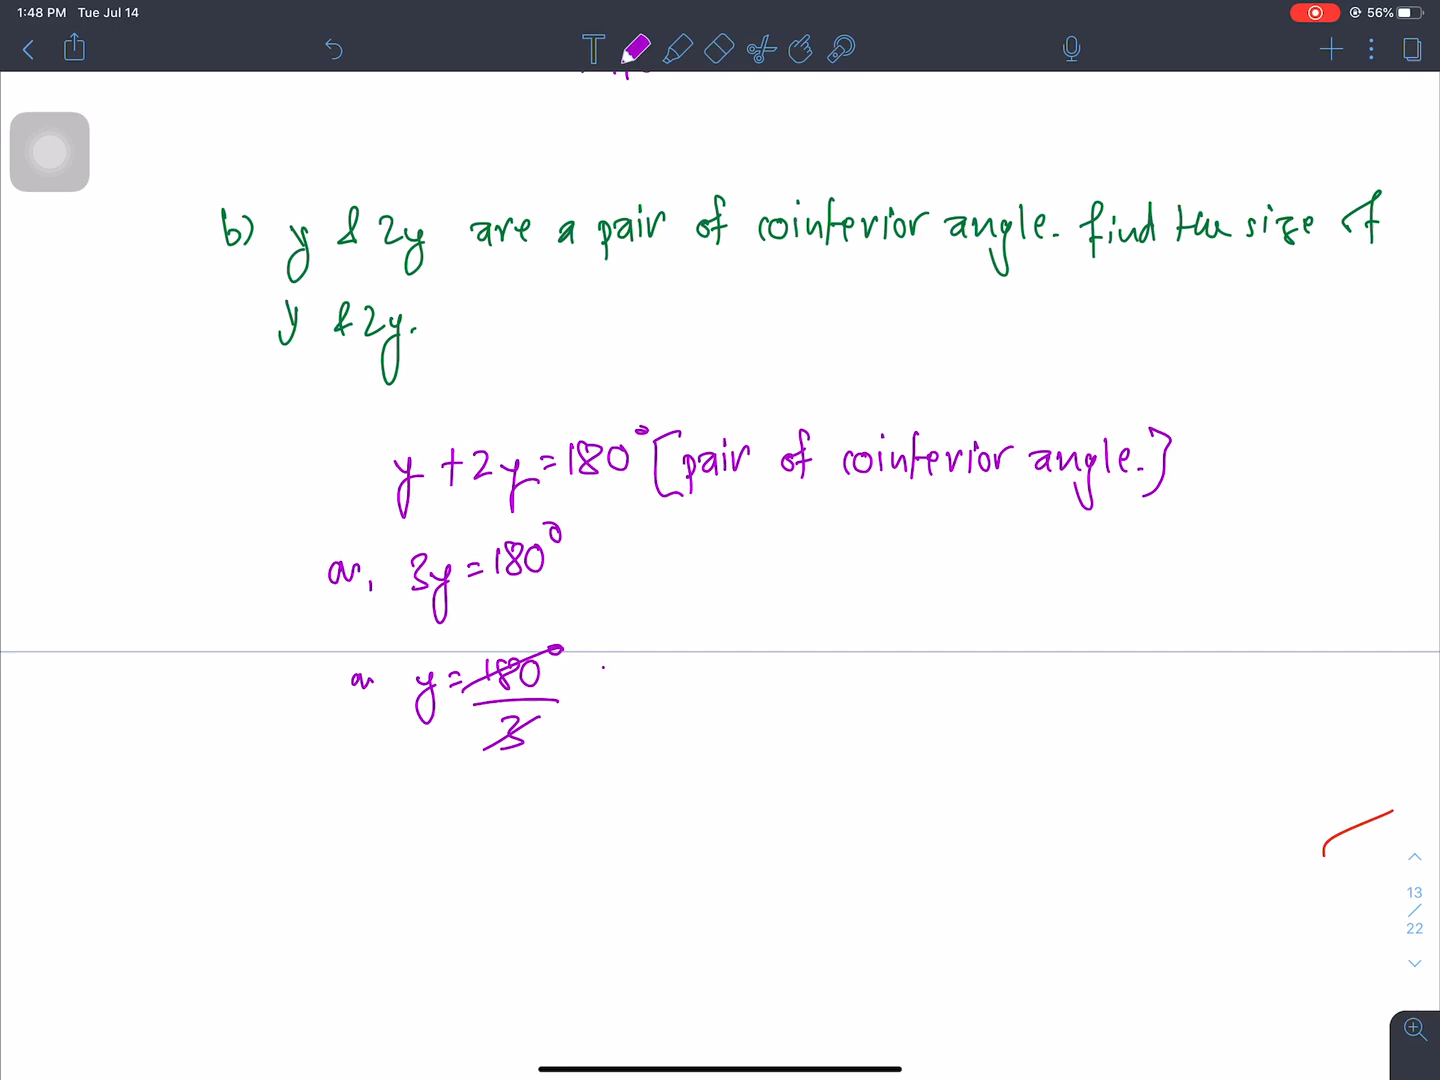 1:48 PM Tue Jul 14
56%
b) y & 2y are a pair of cointerior angle. find the size of
y & 2y.
y + 2y = 180° [pair of cointerior angle.]
or, 3y = 180°
or y = 180°
3
13
/
22